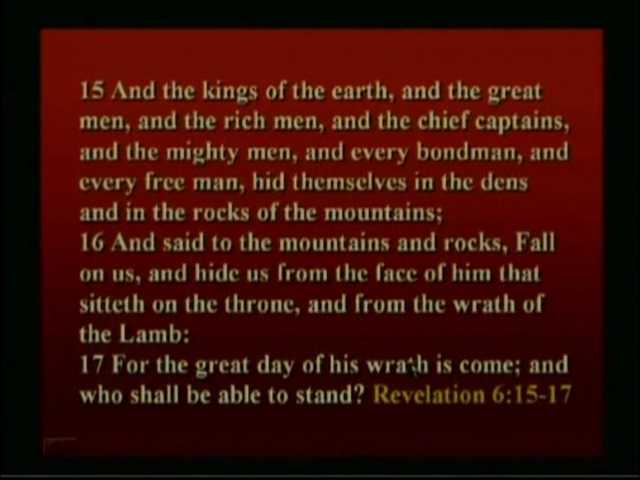 15 And the kings of the earth, and the great
men, and the rich men, and the chief captains,
and the mighty men, and every bondman, and
every free man, hid themselves in the dens
and in the rocks of the mountains;
16 And said to the mountains and rocks, Fall
on us, and hide us from the face of him that
sitteth on the throne, and from the wrath of
the Lamb:
17 For the great day of his wrath is come; and
who shall be able to stand? Revelation 6:15-17